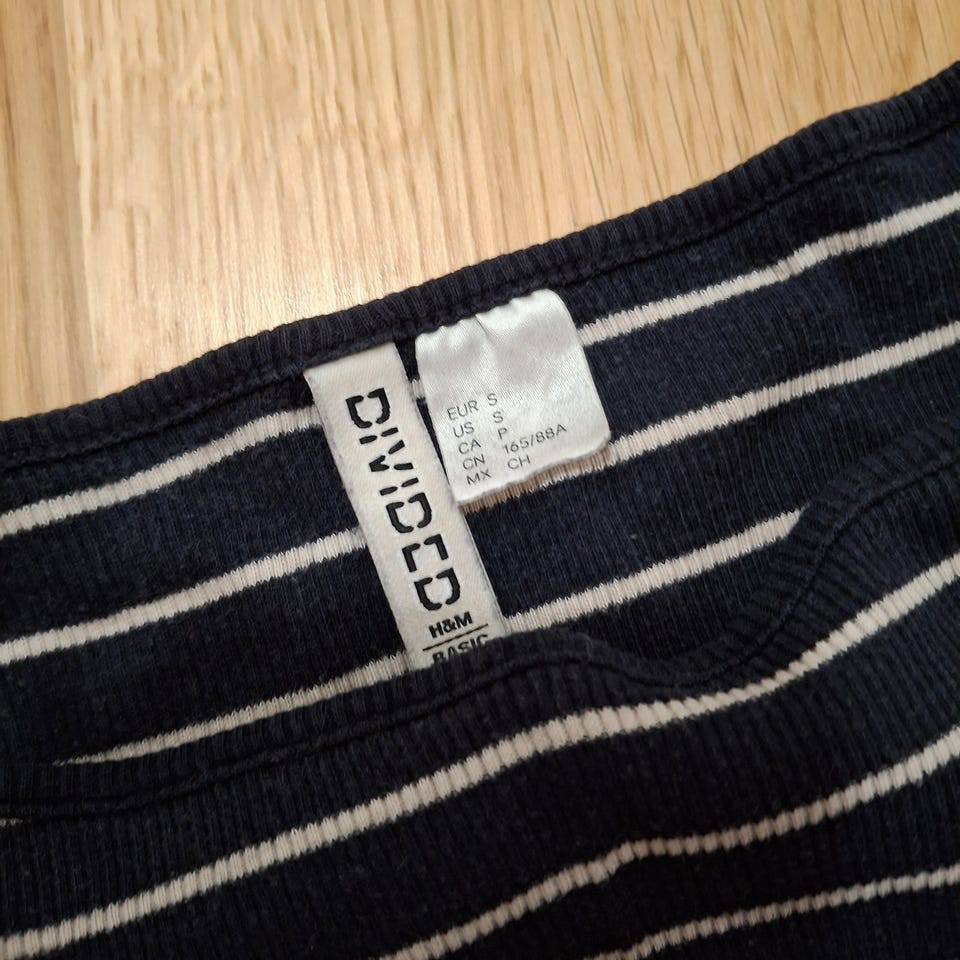 DIVIDED
H&M
BASIC
EUR S
US S
CA P
CN 165/88A
MX CH